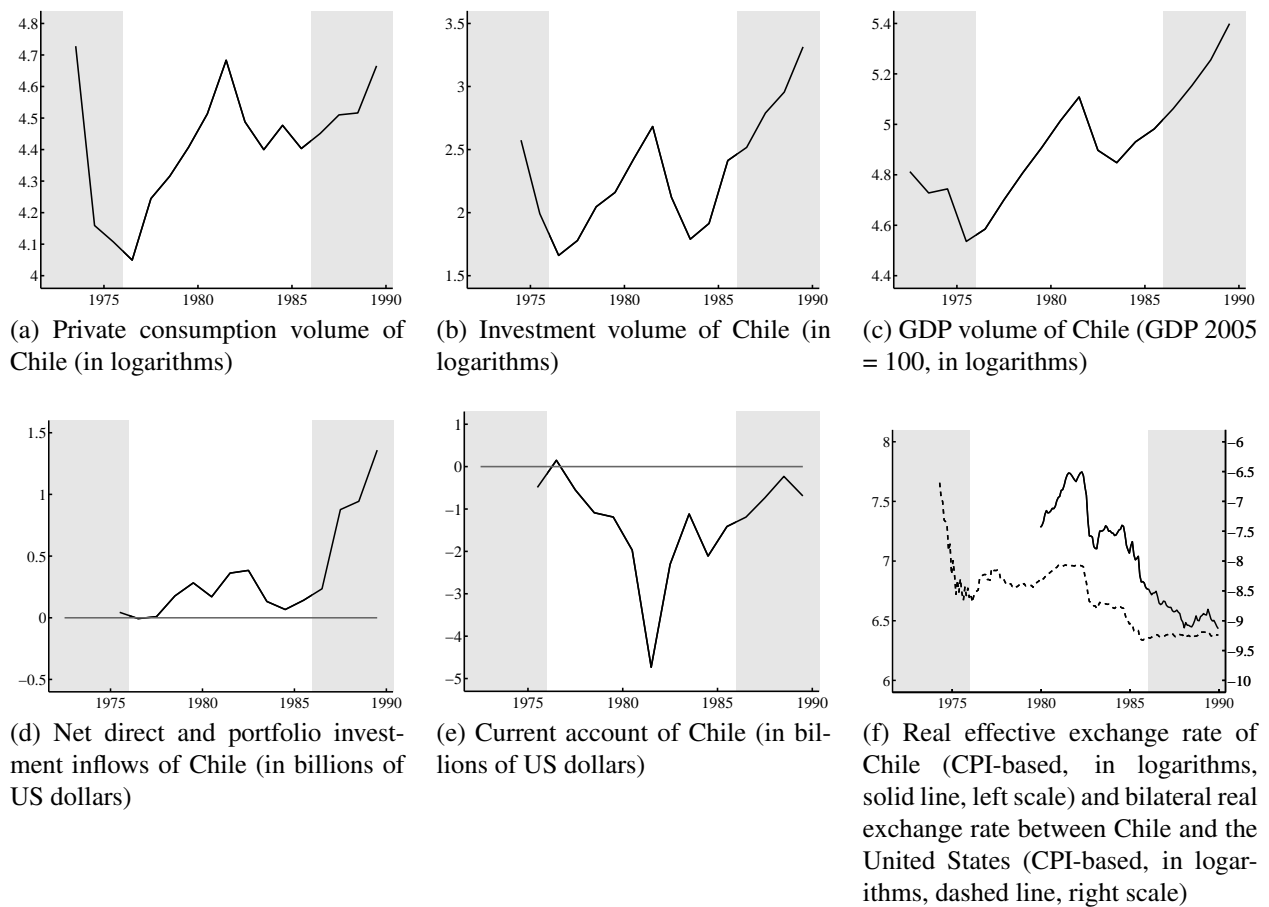 4.8
4.7
4.6
4.5
4.4
4.3
4.2
4.1
4
1975 1980 1985 1990
(a) Private consumption volume of
Chile (in logarithms)
3.5
3
2.5
2
1.5
1975 1980 1985 1990
(b) Investment volume of Chile (in
logarithms)
5.4
5.2
5
4.8
4.6
4.4
1975 1980 1985 1990
(c) GDP volume of Chile (GDP 2005
= 100, in logarithms)
1.5
1
0.5
0
−0.5
1975 1980 1985 1990
(d) Net direct and portfolio invest-
ment inflows of Chile (in billions of
US dollars)
1
0
−1
−2
−3
−4
−5
1975 1980 1985 1990
(e) Current account of Chile (in bil-
lions of US dollars)
8
7.5
7
6.5
6
−6
−6.5
−7
−7.5
−8
−8.5
−9
−9.5
−10
1975 1980 1985 1990
(f) Real effective exchange rate of
Chile (CPI-based, in logarithms,
solid line, left scale) and bilateral real
exchange rate between Chile and the
United States (CPI-based, in logar-
ithms, dashed line, right scale)